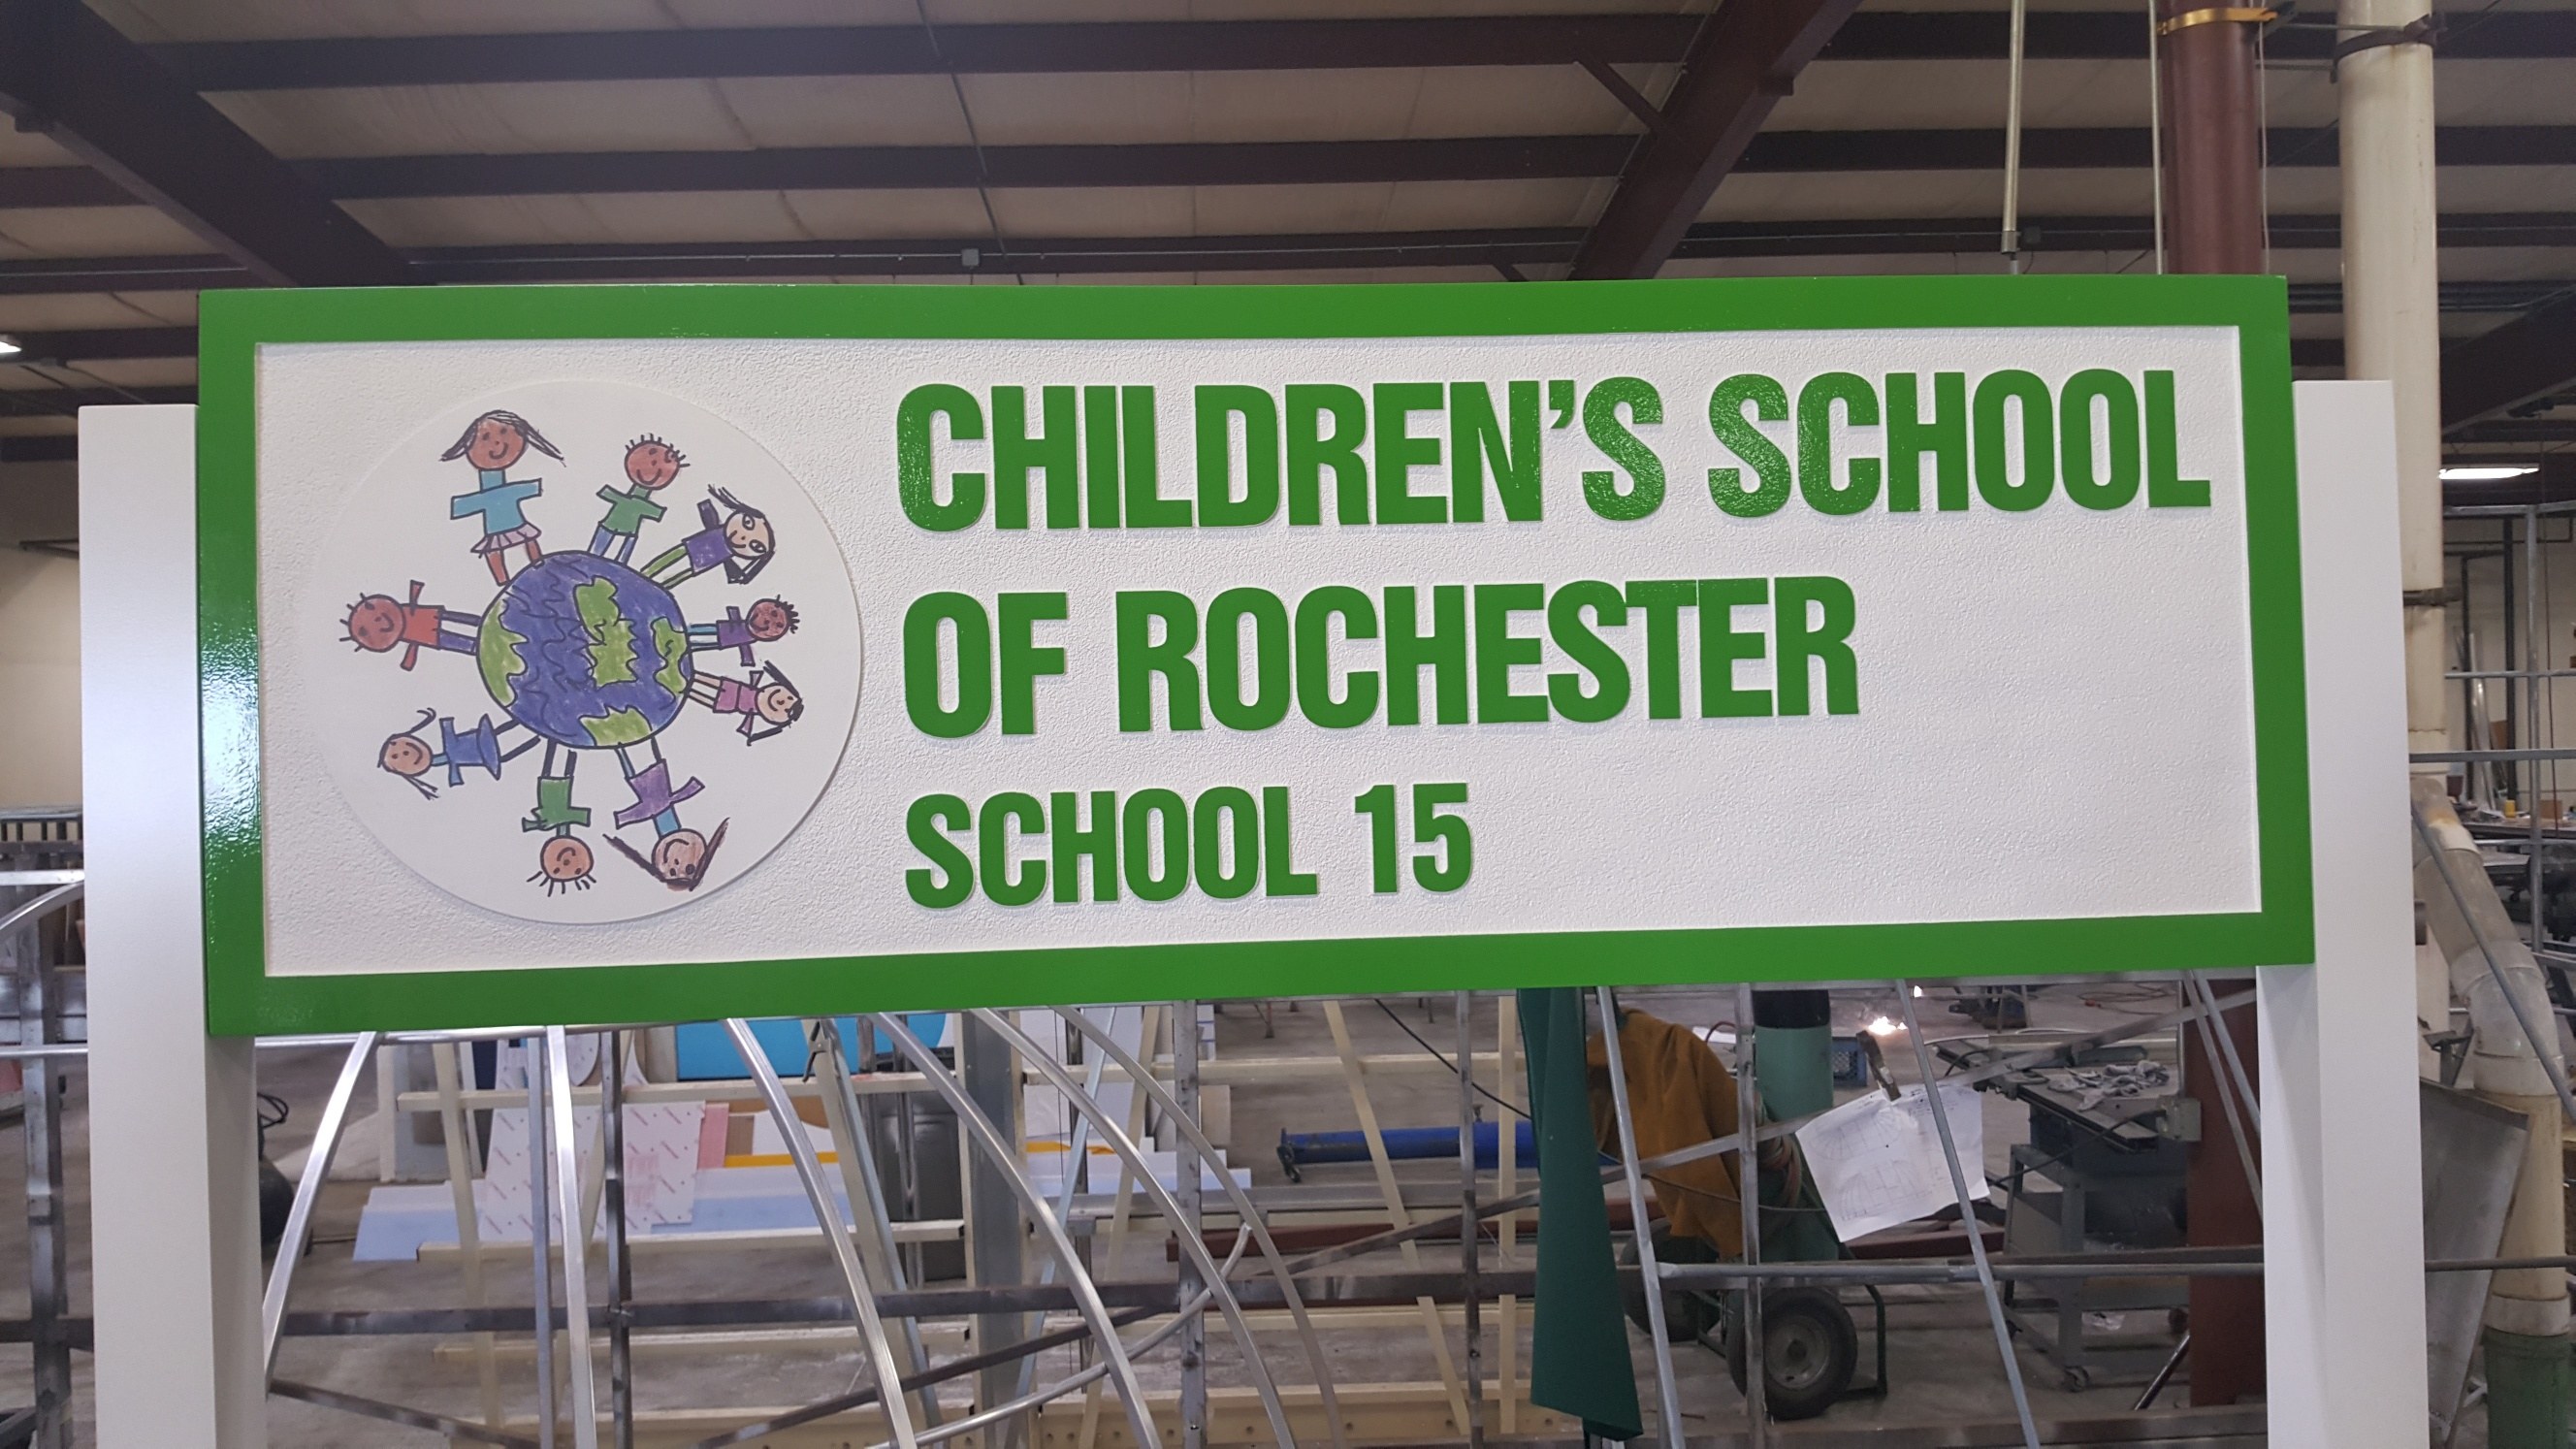 CHILDREN'S SCHOOL
OF ROCHESTER
SCHOOL 15